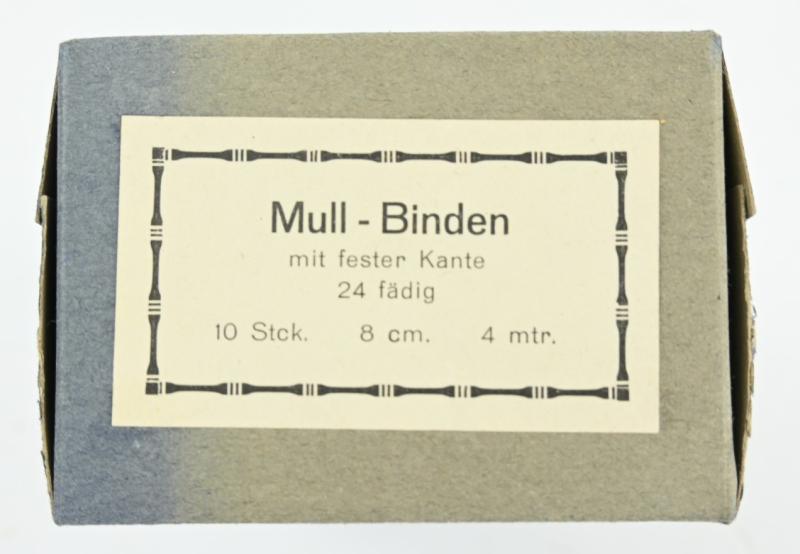 Mull - Binden
mit fester Kante
24 fädig
10 Stck. 8 cm. 4 mtr.